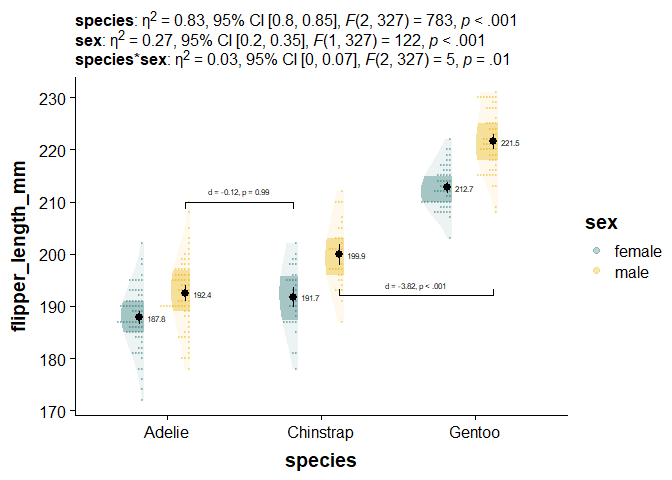 species: η² = 0.83, 95% CI [0.8, 0.85], F(2, 327) = 783, p < .001
sex: η² = 0.27, 95% CI [0.2, 0.35], F(1, 327) = 122, p < .001
species*sex: η² = 0.03, 95% CI [0, 0.07], F(2, 327) = 5, p = .01
flipper_length_mm
230
220
210
200
190
180
170
221.5
212.7
d = -0.12, p = 0.99
199.9
d = -3.82, p < .001
191.7
192.4
187.8
sex
female
male
Adelie
Chinstrap
Gentoo
species